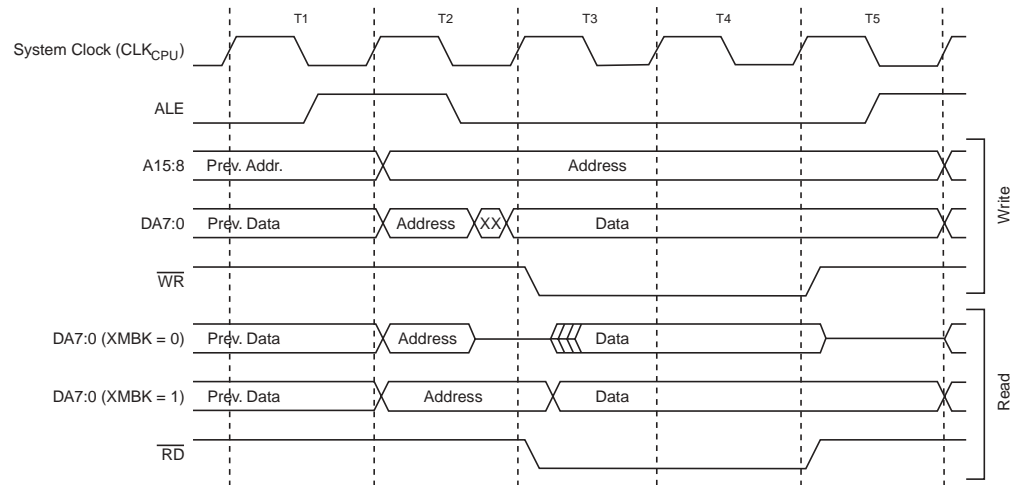 T1 T2 T3 T4 T5
System Clock (CLKCPU)
ALE
A15:8 Prev. Addr. Address
DA7:0 Prev. Data Address XX Data
WR
Write
DA7:0 (XMBK = 0) Prev. Data Address Data
DA7:0 (XMBK = 1) Prev. Data Address Data
RD
Read